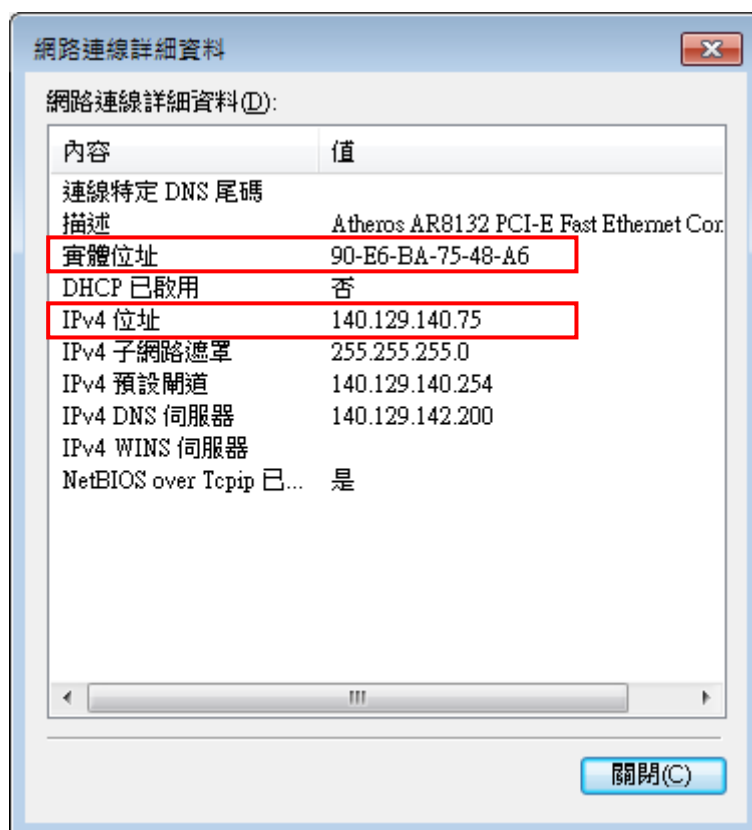 網路連線詳細資料
網路連線詳細資料(D):
內容 值
連線特定 DNS 尾碼
描述 Atheros AR8132 PCI-E Fast Ethernet Con
實體位址 90-E6-BA-75-48-A6
DHCP 已啟用 否
IPv4 位址 140.129.140.75
IPv4 子網路遮罩 255.255.255.0
IPv4 預設閘道 140.129.140.254
IPv4 DNS 伺服器 140.129.142.200
IPv4 WINS 伺服器
NetBIOS over Tcpip 已... 是
關閉(C)